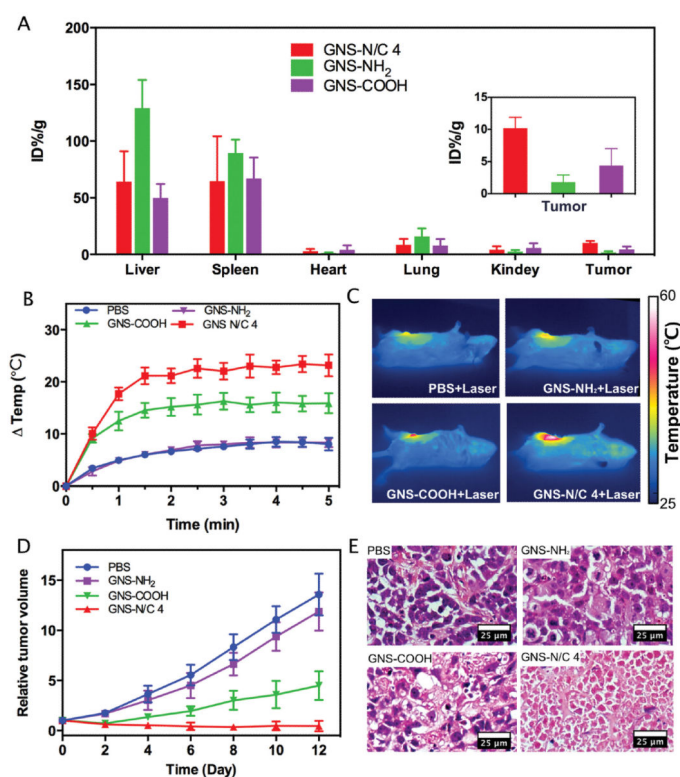 A
GNS-N/C 4
GNS-NH2
GNS-COOH
ID%/g
200
150
100
50
0
Liver Spleen Heart Lung Kindey Tumor
ID%/g
15
10
5
0
Tumor
B
PBS
GNS-NH2
GNS-COOH
GNS N/C 4
Δ Temp (°C)
30
20
10
0
0 1 2 3 4 5
Time (min)
C
PBS+Laser
GNS-NH2+Laser
GNS-COOH+Laser
GNS-N/C 4+Laser
60
Temperature (°C)
25
D
PBS
GNS-NH2
GNS-COOH
GNS-N/C 4
Relative tumor volume
15
10
5
0
0 2 4 6 8 10 12
Time (Day)
E
PBS
25 µm
GNS-NH2
25 µm
GNS-COOH
25 µm
GNS-N/C 4
25 µm